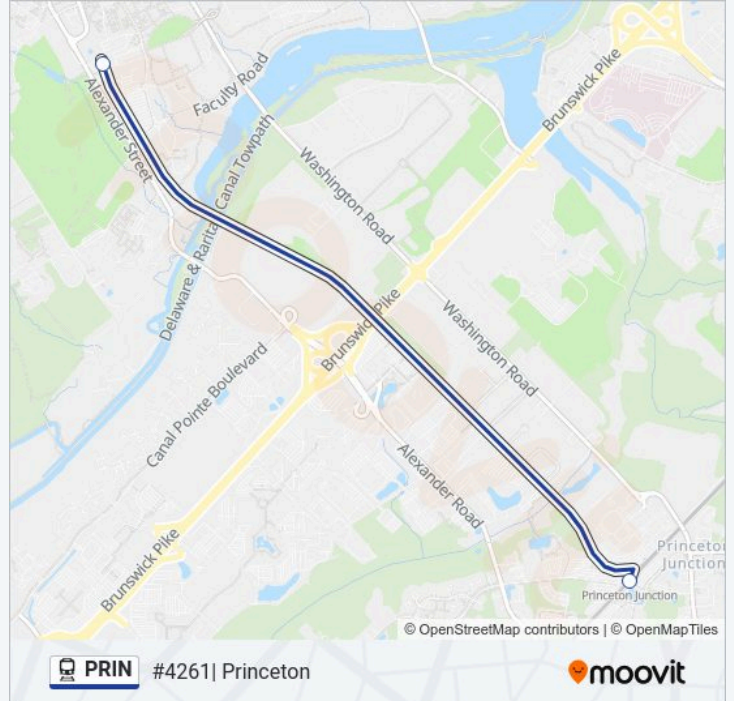 Faculty Road
Alexander Street
Brunswick Pike
Washington Road
Delaware & Raritan Canal Towpath
Brunswick Pike
Washington Road
Canal Pointe Boulevard
Alexander Road
Brunswick Pike
Princeton
Junction
Princeton Junction
© OpenStreetMap contributors | © OpenMapTiles
PRIN #4261| Princeton
moovit